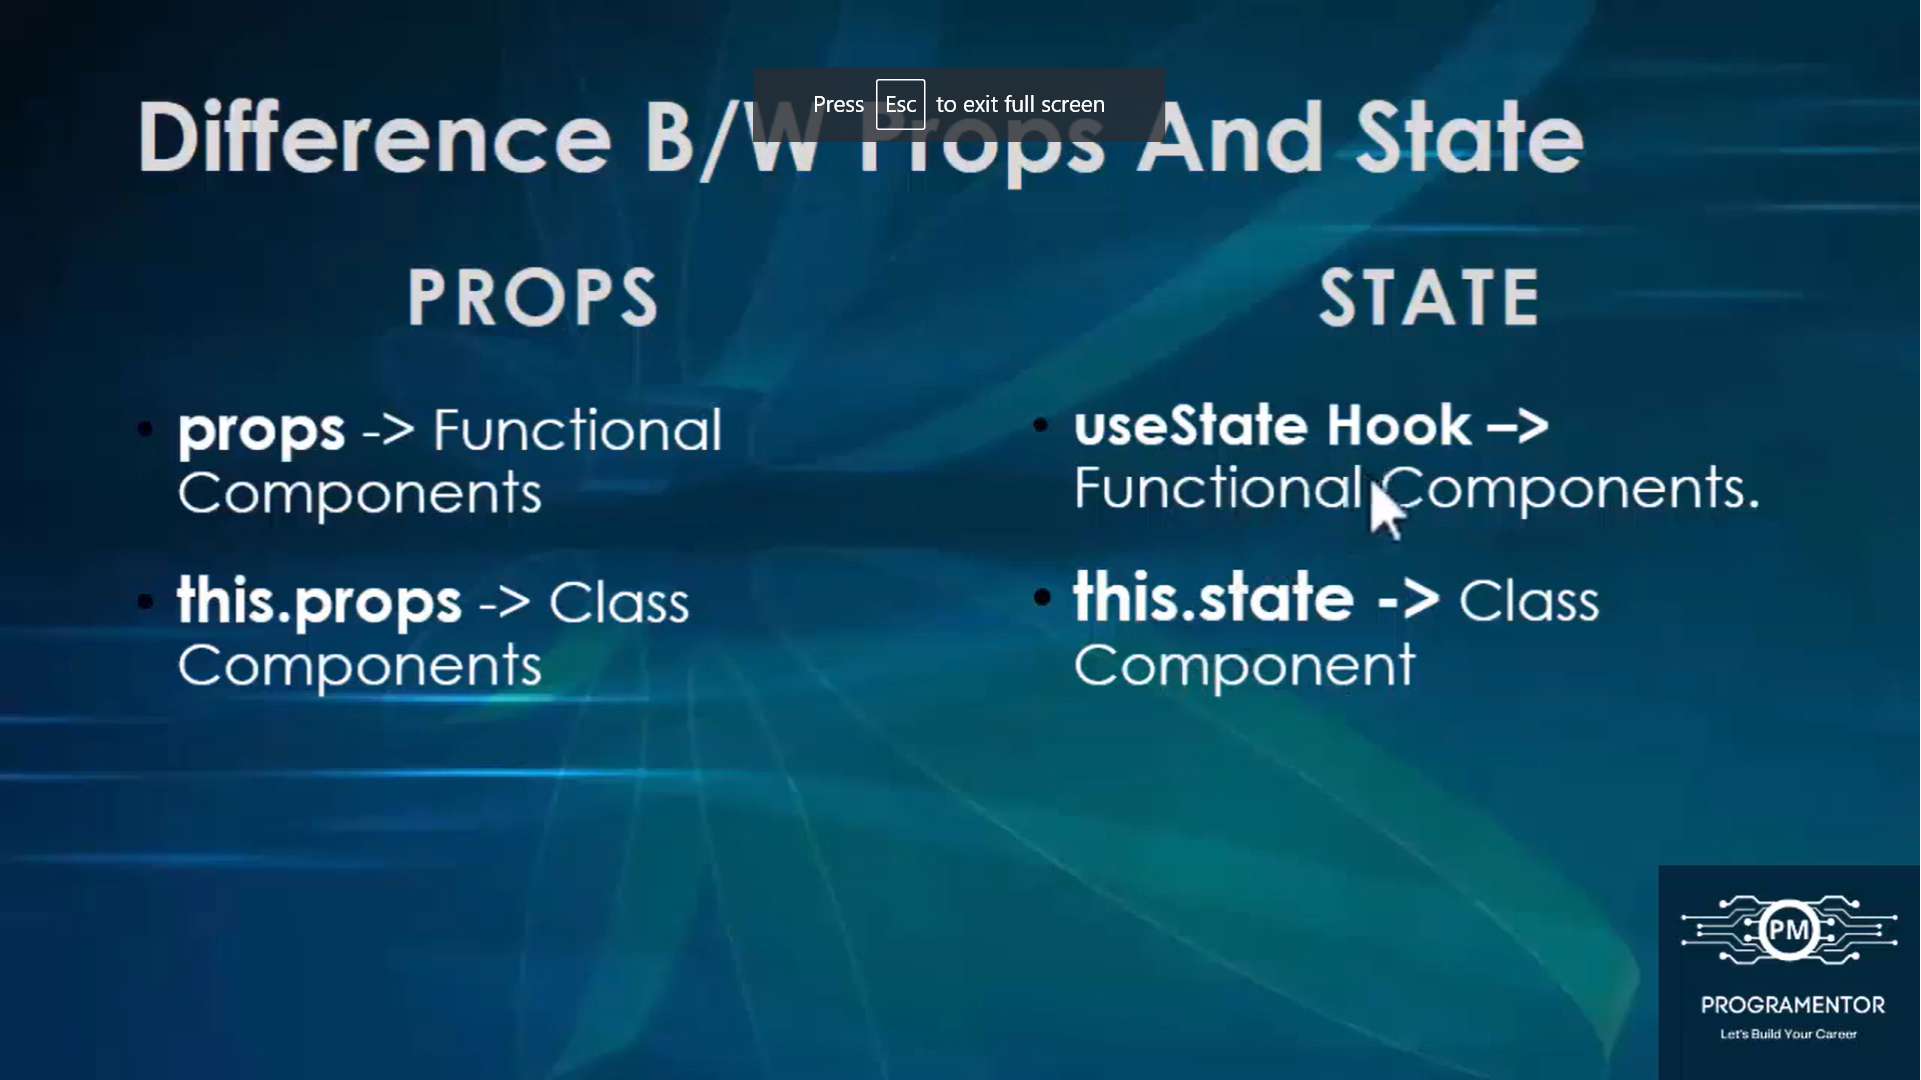 Press Esc to exit full screen
Difference B/W Props And State
PROPS
STATE
• props -> Functional
Components
• this.props -> Class
Components
• useState Hook –>
Functional Components.
• this.state -> Class
Component
PM
PROGRAMENTOR
Let's Build Your Career